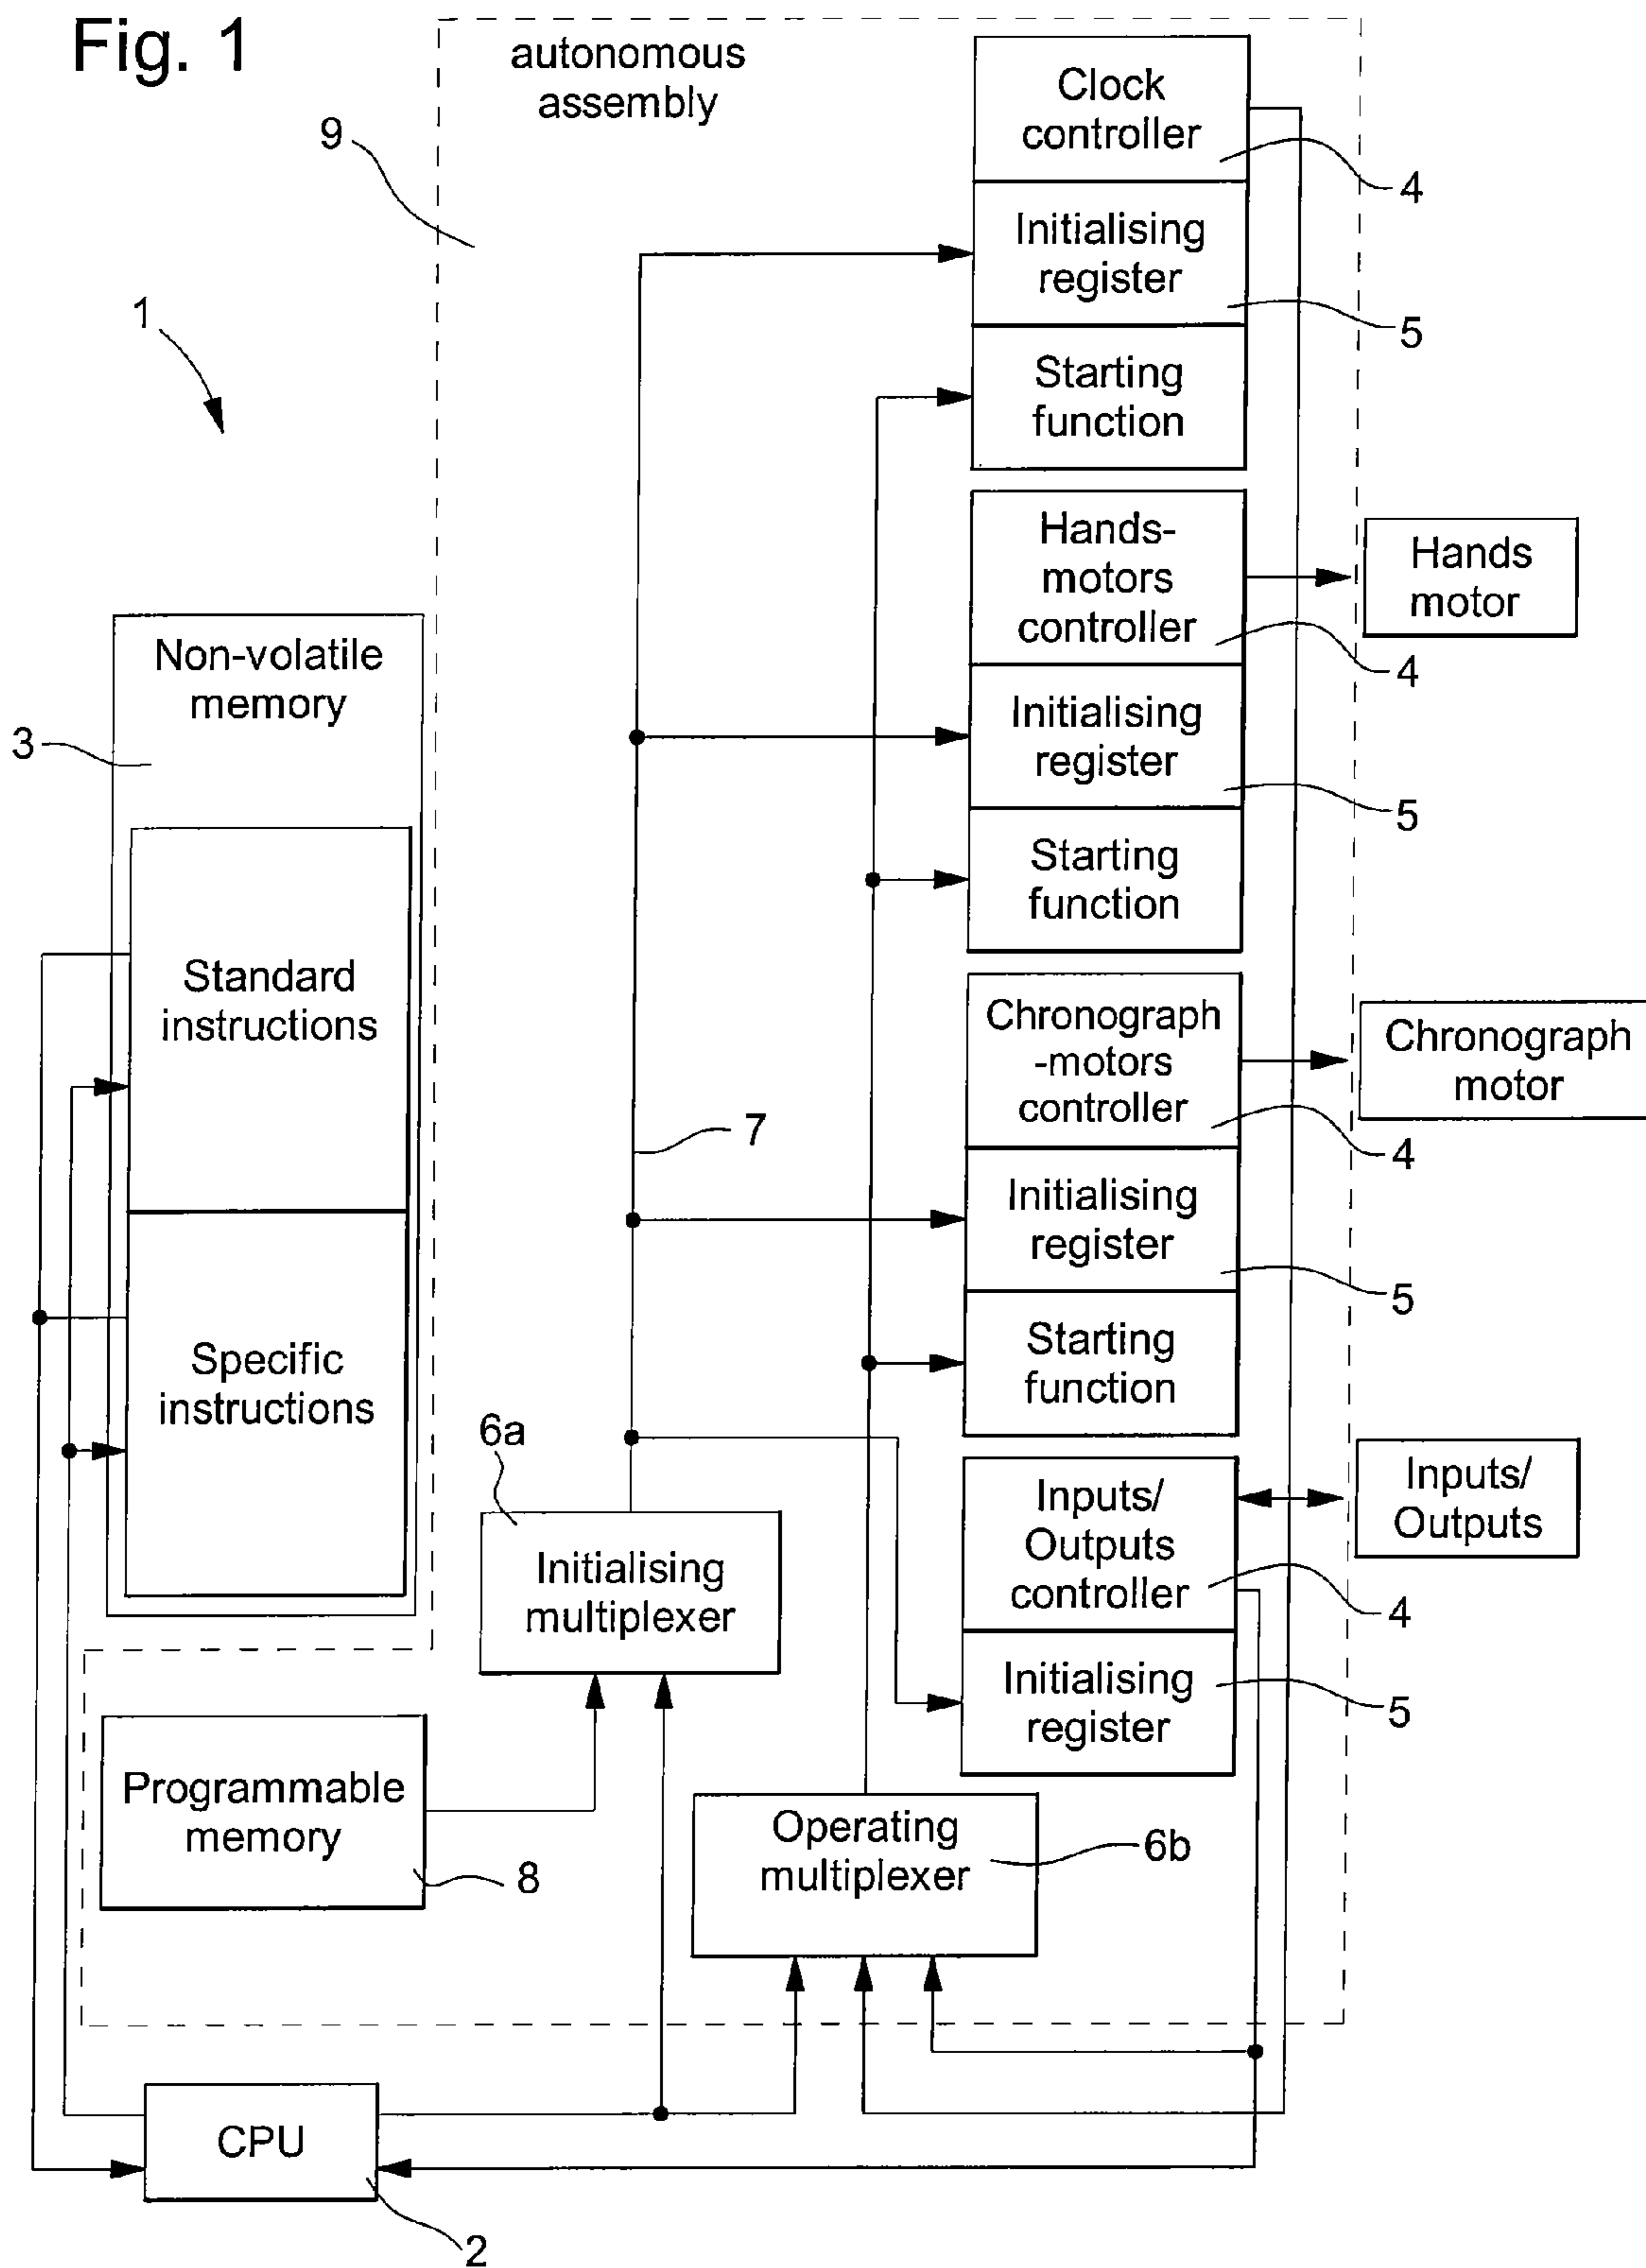 Fig. 1
autonomous
assembly
9
1
Clock
controller
4
Initialising
register
5
Starting
function
Hands-
motors
controller
4
Hands
motor
Initialising
register
5
Starting
function
Non-volatile
memory
3
Standard
instructions
Specific
instructions
Chronograph
-motors
controller
4
Chronograph
motor
7
Initialising
register
5
Starting
function
6a
Initialising
multiplexer
Inputs/
Outputs
controller
4
Inputs/
Outputs
Initialising
register
5
Programmable
memory
8
Operating
multiplexer
6b
CPU
2